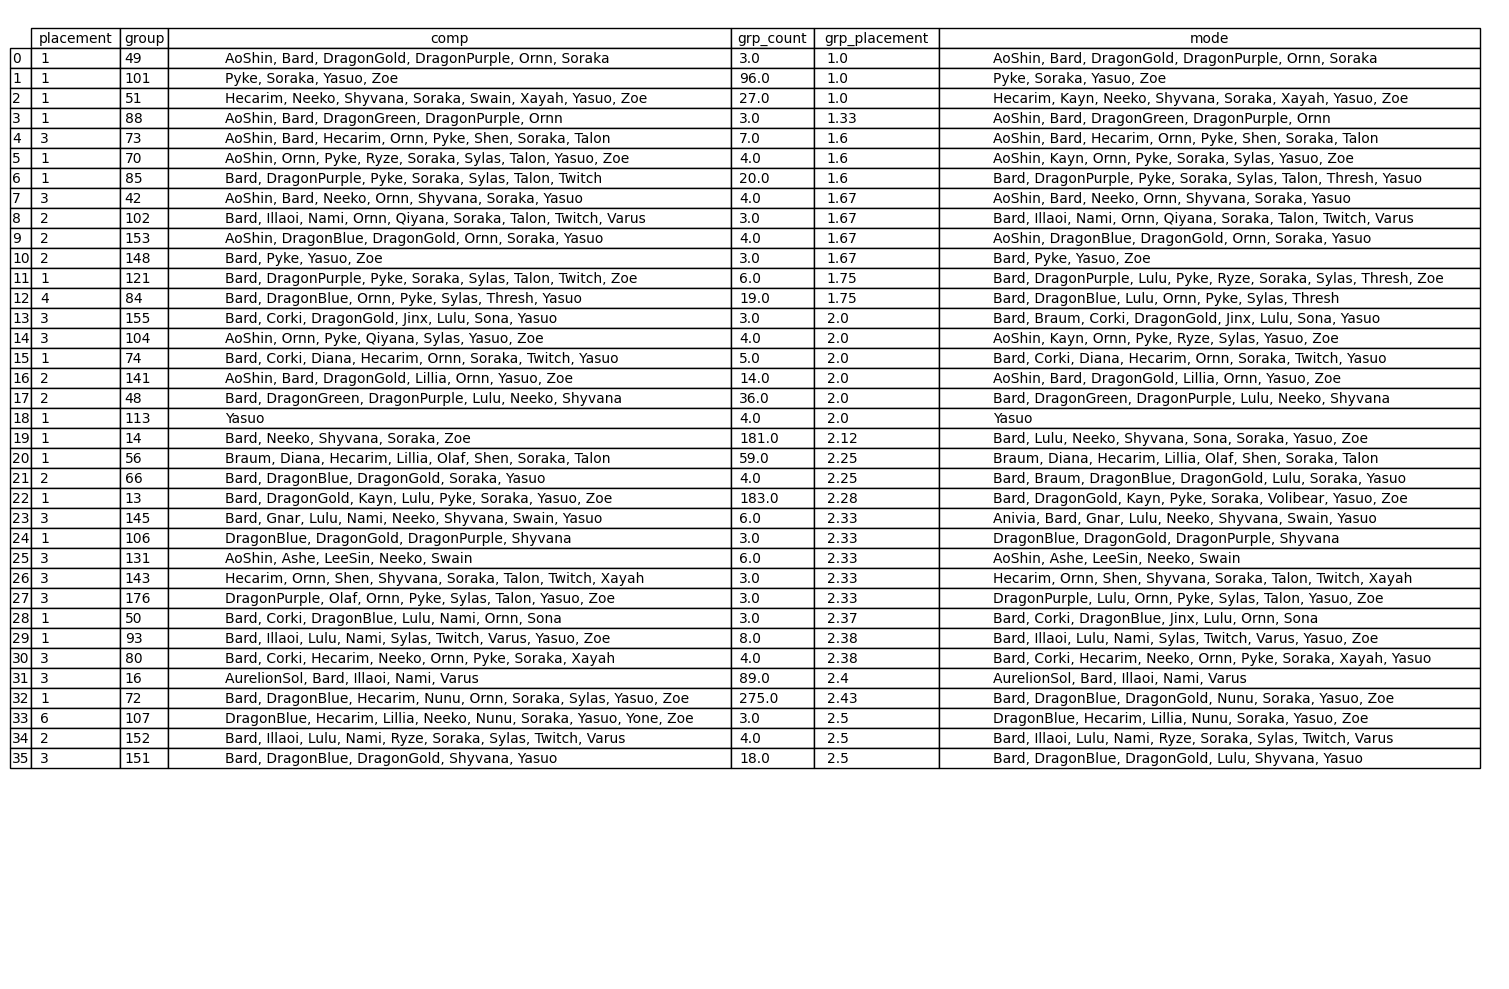 placement group comp grp_count grp_placement mode
0 1 49 AoShin, Bard, DragonGold, DragonPurple, Ornn, Soraka 3.0 1.0 AoShin, Bard, DragonGold, DragonPurple, Ornn, Soraka
1 1 101 Pyke, Soraka, Yasuo, Zoe 96.0 1.0 Pyke, Soraka, Yasuo, Zoe
2 1 51 Hecarim, Neeko, Shyvana, Soraka, Swain, Xayah, Yasuo, Zoe 27.0 1.0 Hecarim, Kayn, Neeko, Shyvana, Soraka, Xayah, Yasuo, Zoe
3 1 88 AoShin, Bard, DragonGreen, DragonPurple, Ornn 3.0 1.33 AoShin, Bard, DragonGreen, DragonPurple, Ornn
4 3 73 AoShin, Bard, Hecarim, Ornn, Pyke, Shen, Soraka, Talon 7.0 1.6 AoShin, Bard, Hecarim, Ornn, Pyke, Shen, Soraka, Talon
5 1 70 AoShin, Ornn, Pyke, Ryze, Soraka, Sylas, Talon, Yasuo, Zoe 4.0 1.6 AoShin, Kayn, Ornn, Pyke, Soraka, Sylas, Yasuo, Zoe
6 1 85 Bard, DragonPurple, Pyke, Soraka, Sylas, Talon, Twitch 20.0 1.6 Bard, DragonPurple, Pyke, Soraka, Sylas, Talon, Thresh, Yasuo
7 3 42 AoShin, Bard, Neeko, Ornn, Shyvana, Soraka, Yasuo 4.0 1.67 AoShin, Bard, Neeko, Ornn, Shyvana, Soraka, Yasuo
8 2 102 Bard, Illaoi, Nami, Ornn, Qiyana, Soraka, Talon, Twitch, Varus 3.0 1.67 Bard, Illaoi, Nami, Ornn, Qiyana, Soraka, Talon, Twitch, Varus
9 2 153 AoShin, DragonBlue, DragonGold, Ornn, Soraka, Yasuo 4.0 1.67 AoShin, DragonBlue, DragonGold, Ornn, Soraka, Yasuo
10 2 148 Bard, Pyke, Yasuo, Zoe 3.0 1.67 Bard, Pyke, Yasuo, Zoe
11 1 121 Bard, DragonPurple, Pyke, Soraka, Sylas, Talon, Twitch, Zoe 6.0 1.75 Bard, DragonPurple, Lulu, Pyke, Ryze, Soraka, Sylas, Thresh, Zoe
12 4 84 Bard, DragonBlue, Ornn, Pyke, Sylas, Thresh, Yasuo 19.0 1.75 Bard, DragonBlue, Lulu, Ornn, Pyke, Sylas, Thresh
13 3 155 Bard, Corki, DragonGold, Jinx, Lulu, Sona, Yasuo 3.0 2.0 Bard, Braum, Corki, DragonGold, Jinx, Lulu, Sona, Yasuo
14 3 104 AoShin, Ornn, Pyke, Qiyana, Sylas, Yasuo, Zoe 4.0 2.0 AoShin, Kayn, Ornn, Pyke, Ryze, Sylas, Yasuo, Zoe
15 1 74 Bard, Corki, Diana, Hecarim, Ornn, Soraka, Twitch, Yasuo 5.0 2.0 Bard, Corki, Diana, Hecarim, Ornn, Soraka, Twitch, Yasuo
16 2 141 AoShin, Bard, DragonGold, Lillia, Ornn, Yasuo, Zoe 14.0 2.0 AoShin, Bard, DragonGold, Lillia, Ornn, Yasuo, Zoe
17 2 48 Bard, DragonGreen, DragonPurple, Lulu, Neeko, Shyvana 36.0 2.0 Bard, DragonGreen, DragonPurple, Lulu, Neeko, Shyvana
18 1 113 Yasuo 4.0 2.0 Yasuo
19 1 14 Bard, Neeko, Shyvana, Soraka, Zoe 181.0 2.12 Bard, Lulu, Neeko, Shyvana, Sona, Soraka, Yasuo, Zoe
20 1 56 Braum, Diana, Hecarim, Lillia, Olaf, Shen, Soraka, Talon 59.0 2.25 Braum, Diana, Hecarim, Lillia, Olaf, Shen, Soraka, Talon
21 2 66 Bard, DragonBlue, DragonGold, Soraka, Yasuo 4.0 2.25 Bard, Braum, DragonBlue, DragonGold, Lulu, Soraka, Yasuo
22 1 13 Bard, DragonGold, Kayn, Lulu, Pyke, Soraka, Yasuo, Zoe 183.0 2.28 Bard, DragonGold, Kayn, Pyke, Soraka, Volibear, Yasuo, Zoe
23 3 145 Bard, Gnar, Lulu, Nami, Neeko, Shyvana, Swain, Yasuo 6.0 2.33 Anivia, Bard, Gnar, Lulu, Neeko, Shyvana, Swain, Yasuo
24 1 106 DragonBlue, DragonGold, DragonPurple, Shyvana 3.0 2.33 DragonBlue, DragonGold, DragonPurple, Shyvana
25 3 131 AoShin, Ashe, LeeSin, Neeko, Swain 6.0 2.33 AoShin, Ashe, LeeSin, Neeko, Swain
26 3 143 Hecarim, Ornn, Shen, Shyvana, Soraka, Talon, Twitch, Xayah 3.0 2.33 Hecarim, Ornn, Shen, Shyvana, Soraka, Talon, Twitch, Xayah
27 3 176 DragonPurple, Olaf, Ornn, Pyke, Sylas, Talon, Yasuo, Zoe 3.0 2.33 DragonPurple, Lulu, Ornn, Pyke, Sylas, Talon, Yasuo, Zoe
28 1 50 Bard, Corki, DragonBlue, Lulu, Nami, Ornn, Sona 3.0 2.37 Bard, Corki, DragonBlue, Jinx, Lulu, Ornn, Sona
29 1 93 Bard, Illaoi, Lulu, Nami, Sylas, Twitch, Varus, Yasuo, Zoe 8.0 2.38 Bard, Illaoi, Lulu, Nami, Sylas, Twitch, Varus, Yasuo, Zoe
30 3 80 Bard, Corki, Hecarim, Neeko, Ornn, Pyke, Soraka, Xayah 4.0 2.38 Bard, Corki, Hecarim, Neeko, Ornn, Pyke, Soraka, Xayah, Yasuo
31 3 16 AurelionSol, Bard, Illaoi, Nami, Varus 89.0 2.4 AurelionSol, Bard, Illaoi, Nami, Varus
32 1 72 Bard, DragonBlue, Hecarim, Nunu, Ornn, Soraka, Sylas, Yasuo, Zoe 275.0 2.43 Bard, DragonBlue, DragonGold, Nunu, Soraka, Yasuo, Zoe
33 6 107 DragonBlue, Hecarim, Lillia, Neeko, Nunu, Soraka, Yasuo, Yone, Zoe 3.0 2.5 DragonBlue, Hecarim, Lillia, Nunu, Soraka, Yasuo, Zoe
34 2 152 Bard, Illaoi, Lulu, Nami, Ryze, Soraka, Sylas, Twitch, Varus 4.0 2.5 Bard, Illaoi, Lulu, Nami, Ryze, Soraka, Sylas, Twitch, Varus
35 3 151 Bard, DragonBlue, DragonGold, Shyvana, Yasuo 18.0 2.5 Bard, DragonBlue, DragonGold, Lulu, Shyvana, Yasuo